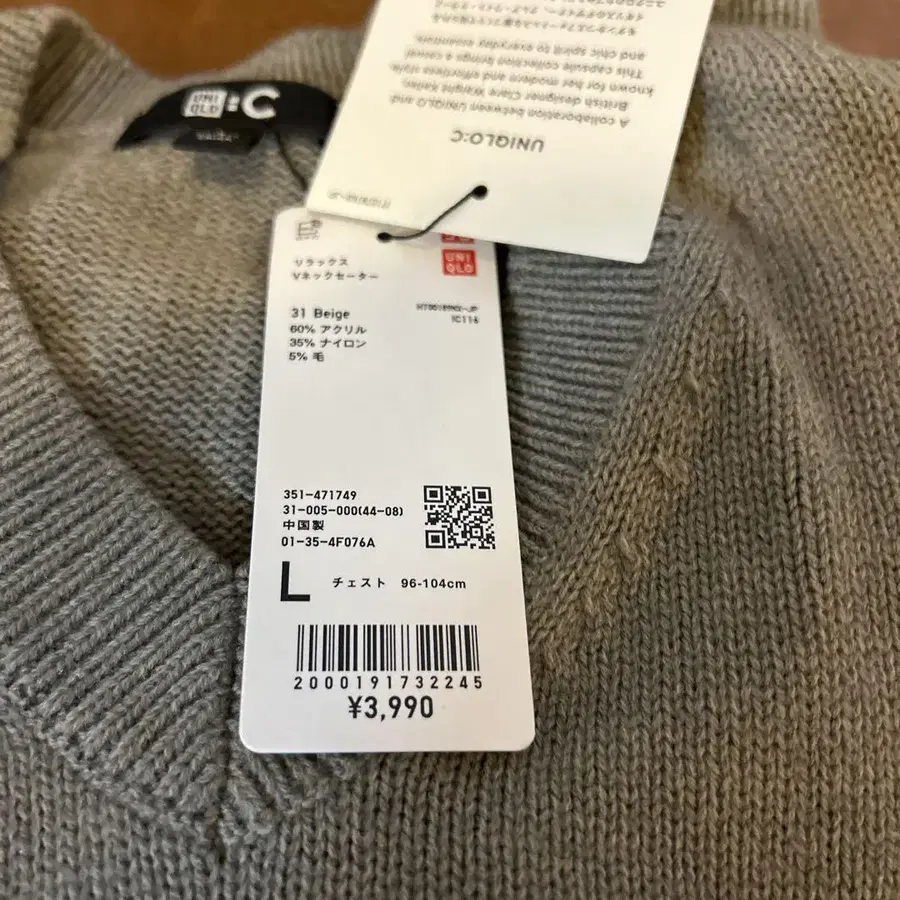 UNI
QLO
:C
リラックス
Vネックセーター
UNI
QLO
31 Beige
60% アクリル
35% ナイロン
5% 毛
IC116
351-471749
31-005-000(44-08)
中国製
01-35-4F076A
L チェスト 96-104cm
2000191732245
¥3,990
UNIQLO:C
A collaboration between UNIQLO and
British designer Clare Waight Keller,
known for her modern and effortless style.
This capsule collection brings a casual
and chic spirit to everyday essentials.